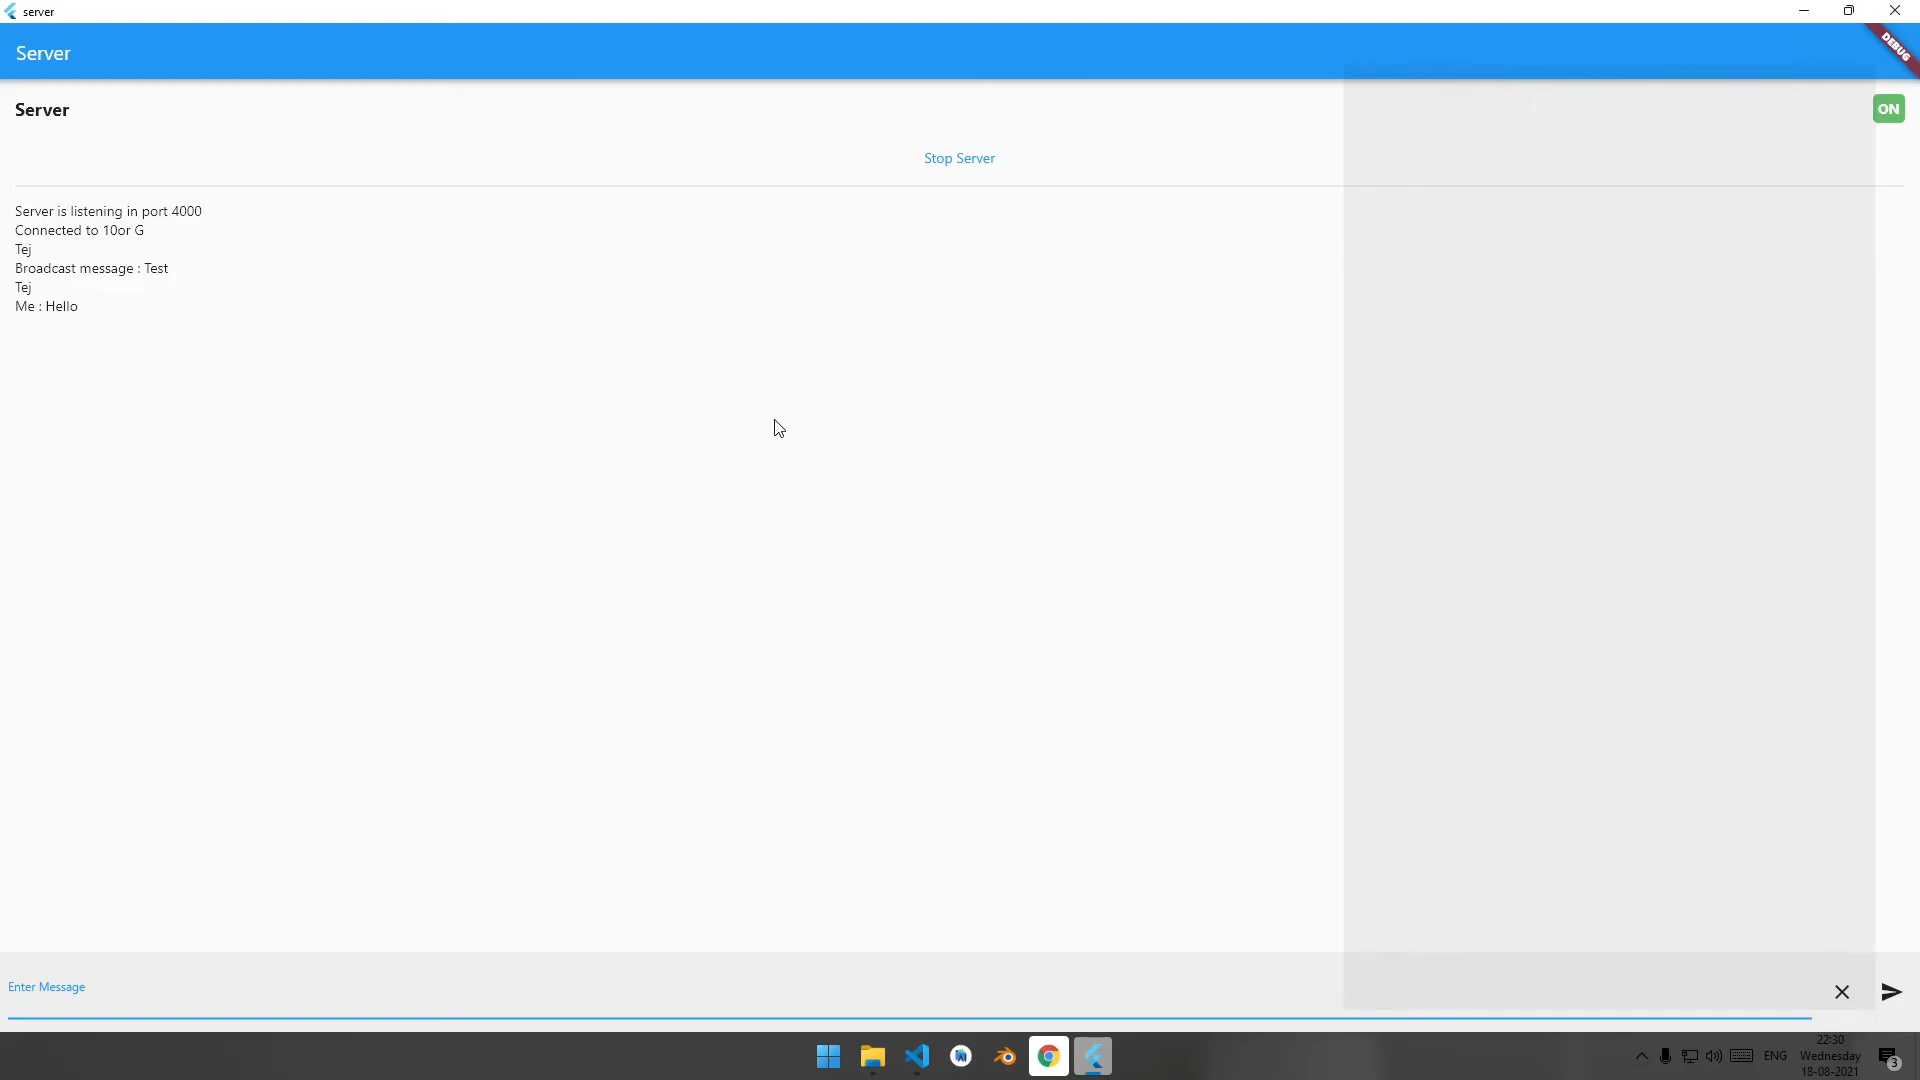 server
Server
DEBUG
Server
ON
Stop Server
Server is listening in port 4000
Connected to 10or G
Tej
Broadcast message : Test
Tej
Me : Hello
Enter Message
ENG
22:30
Wednesday
18-08-2021
3